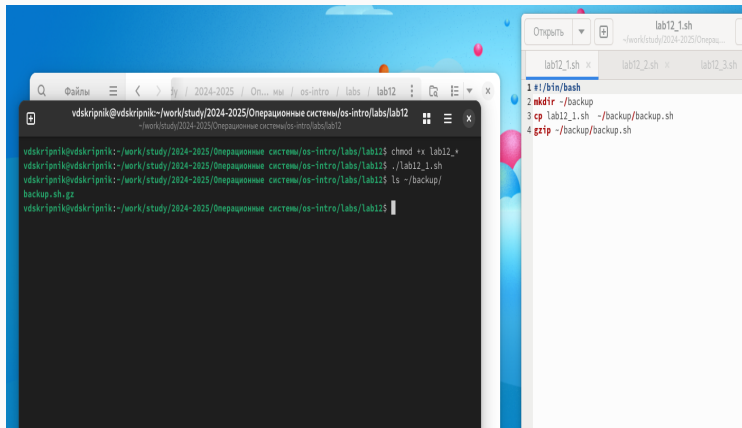 Открыть
lab12_1.sh
~/work/study/2024-2025/Операц...
lab12_1.sh × lab12_2.sh × lab12_3.sh
1 #!/bin/bash
2 mkdir ~/backup
3 cp lab12_1.sh ~/backup/backup.sh
4 gzip ~/backup/backup.sh
Файлы
dy / 2024-2025 / Оп... мы / os-intro / labs / lab12
vdskripnik@vdskripnik:~/work/study/2024-2025/Операционные системы/os-intro/labs/lab12
~/work/study/2024-2025/Операционные системы/os-intro/labs/lab12
vdskripnik@vdskripnik:~/work/study/2024-2025/Операционные системы/os-intro/labs/lab12$ chmod +x lab12_*
vdskripnik@vdskripnik:~/work/study/2024-2025/Операционные системы/os-intro/labs/lab12$ ./lab12_1.sh
vdskripnik@vdskripnik:~/work/study/2024-2025/Операционные системы/os-intro/labs/lab12$ ls ~/backup/
backup.sh.gz
vdskripnik@vdskripnik:~/work/study/2024-2025/Операционные системы/os-intro/labs/lab12$